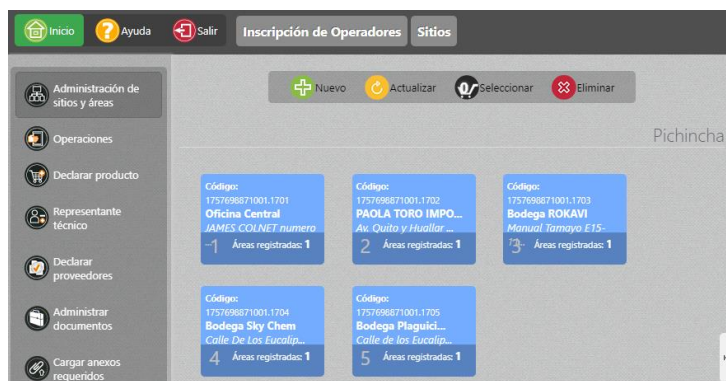 Inicio
Ayuda
Salir
Inscripción de Operadores
Sitios
Administración de
sitios y áreas
Operaciones
Declarar producto
Representante
técnico
Declarar
proveedores
Administrar
documentos
Cargar anexos
requeridos
Nuevo
Actualizar
Seleccionar
Eliminar
Pichincha
Código:
1757698871001.1701
Oficina Central
JAMES COLNET numero
...
1 Áreas registradas: 1
Código:
1757698871001.1702
PAOLA TORO IMPO...
Av. Quito y Huallar ...
2 Áreas registradas: 1
Código:
1757698871001.1703
Bodega ROKAVI
Manual Tamayo E15-
3 Áreas registradas: 1
Código:
1757698871001.1704
Bodega Sky Chem
Calle De Los Eucalip...
4 Áreas registradas: 1
Código:
1757698871001.1705
Bodega Plaguici...
Calle de los Eucalip...
5 Áreas registradas: 1